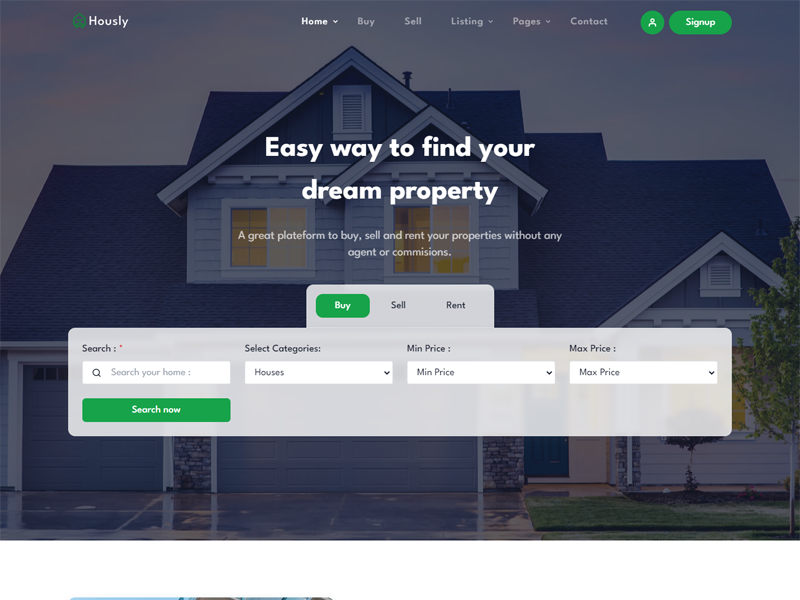 Hously
Home Buy Sell Listing Pages Contact Signup
Easy way to find your
dream property
A great plateform to buy, sell and rent your properties without any
agent or commisions.
Buy Sell Rent
Search : * Select Categories: Min Price : Max Price :
Search your home : Houses Min Price Max Price
Search now